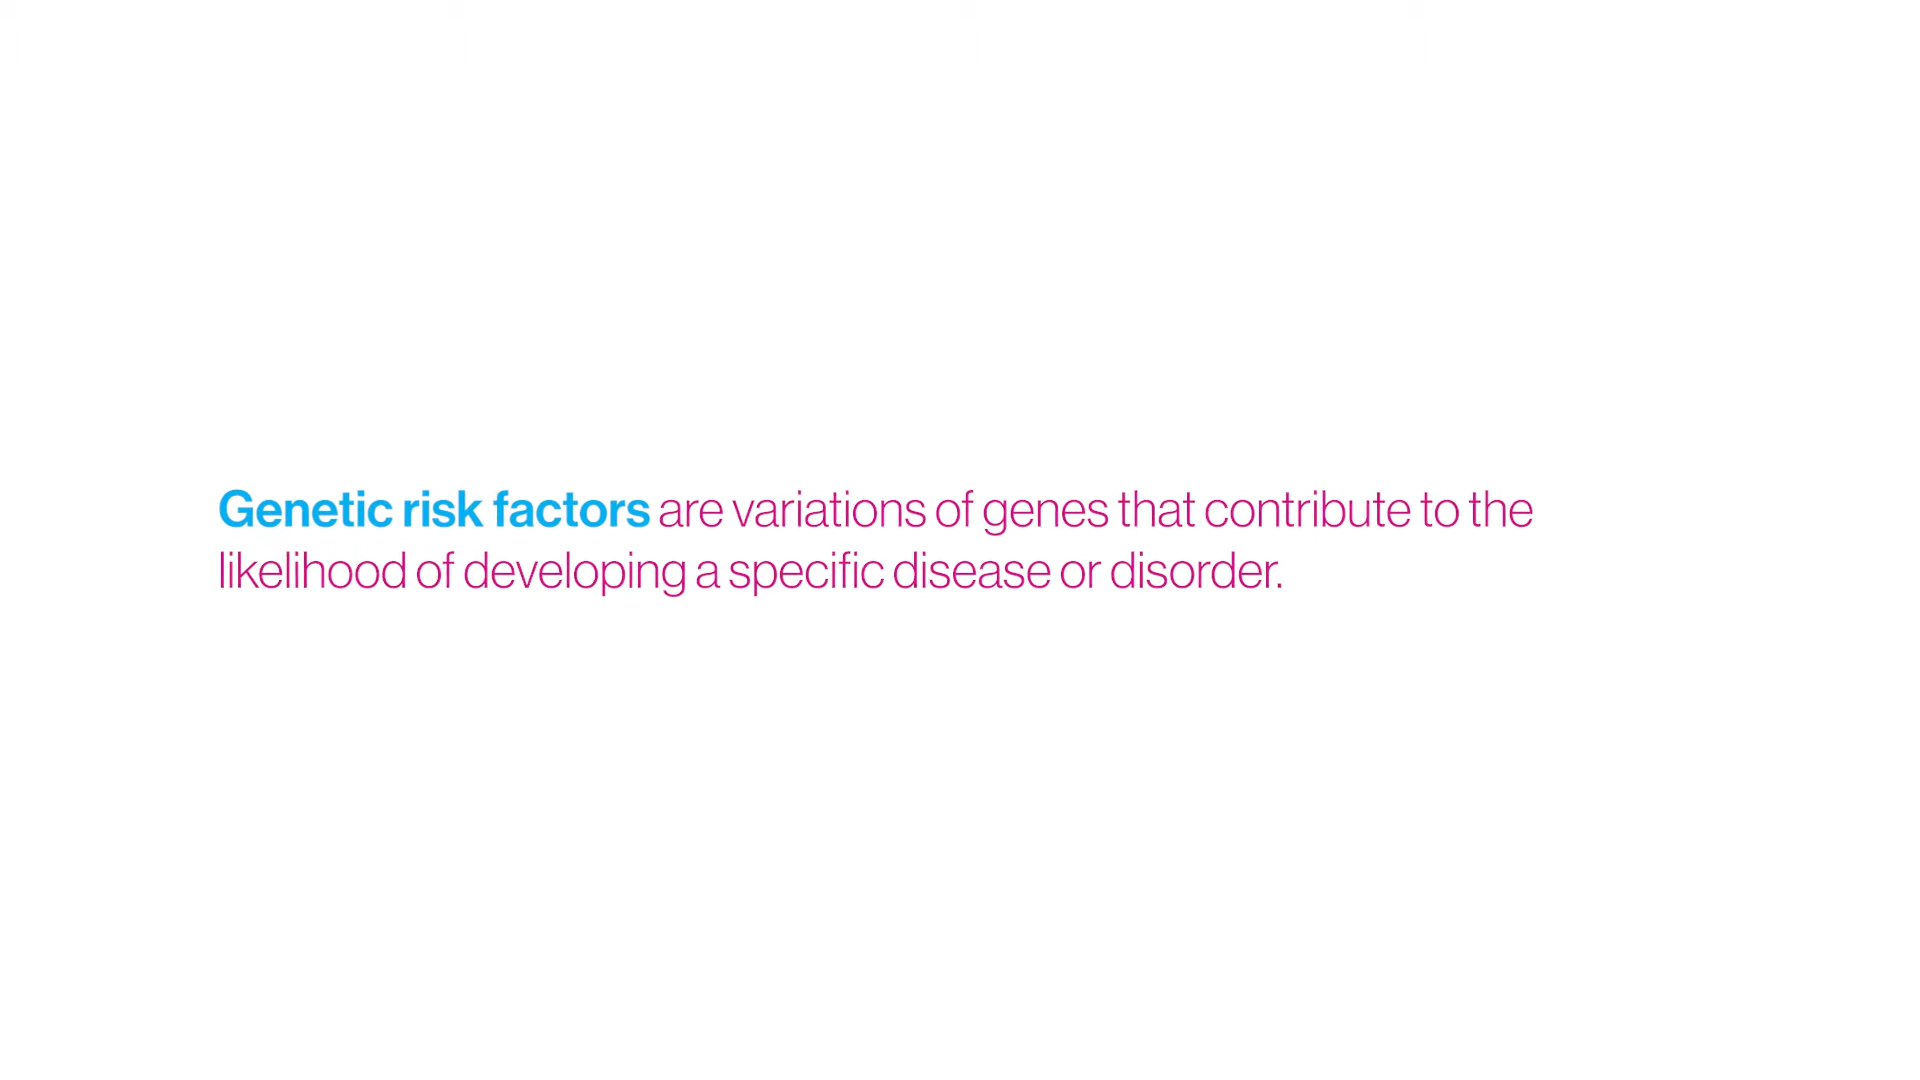 Genetic risk factors are variations of genes that contribute to the
likelihood of developing a specific disease or disorder.